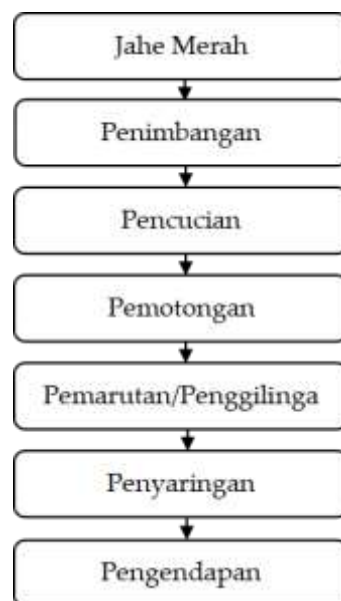 Jahe Merah
Penimbangan
Pencucian
Pemotongan
Pemarutan/Penggilinga
Penyaringan
Pengendapan